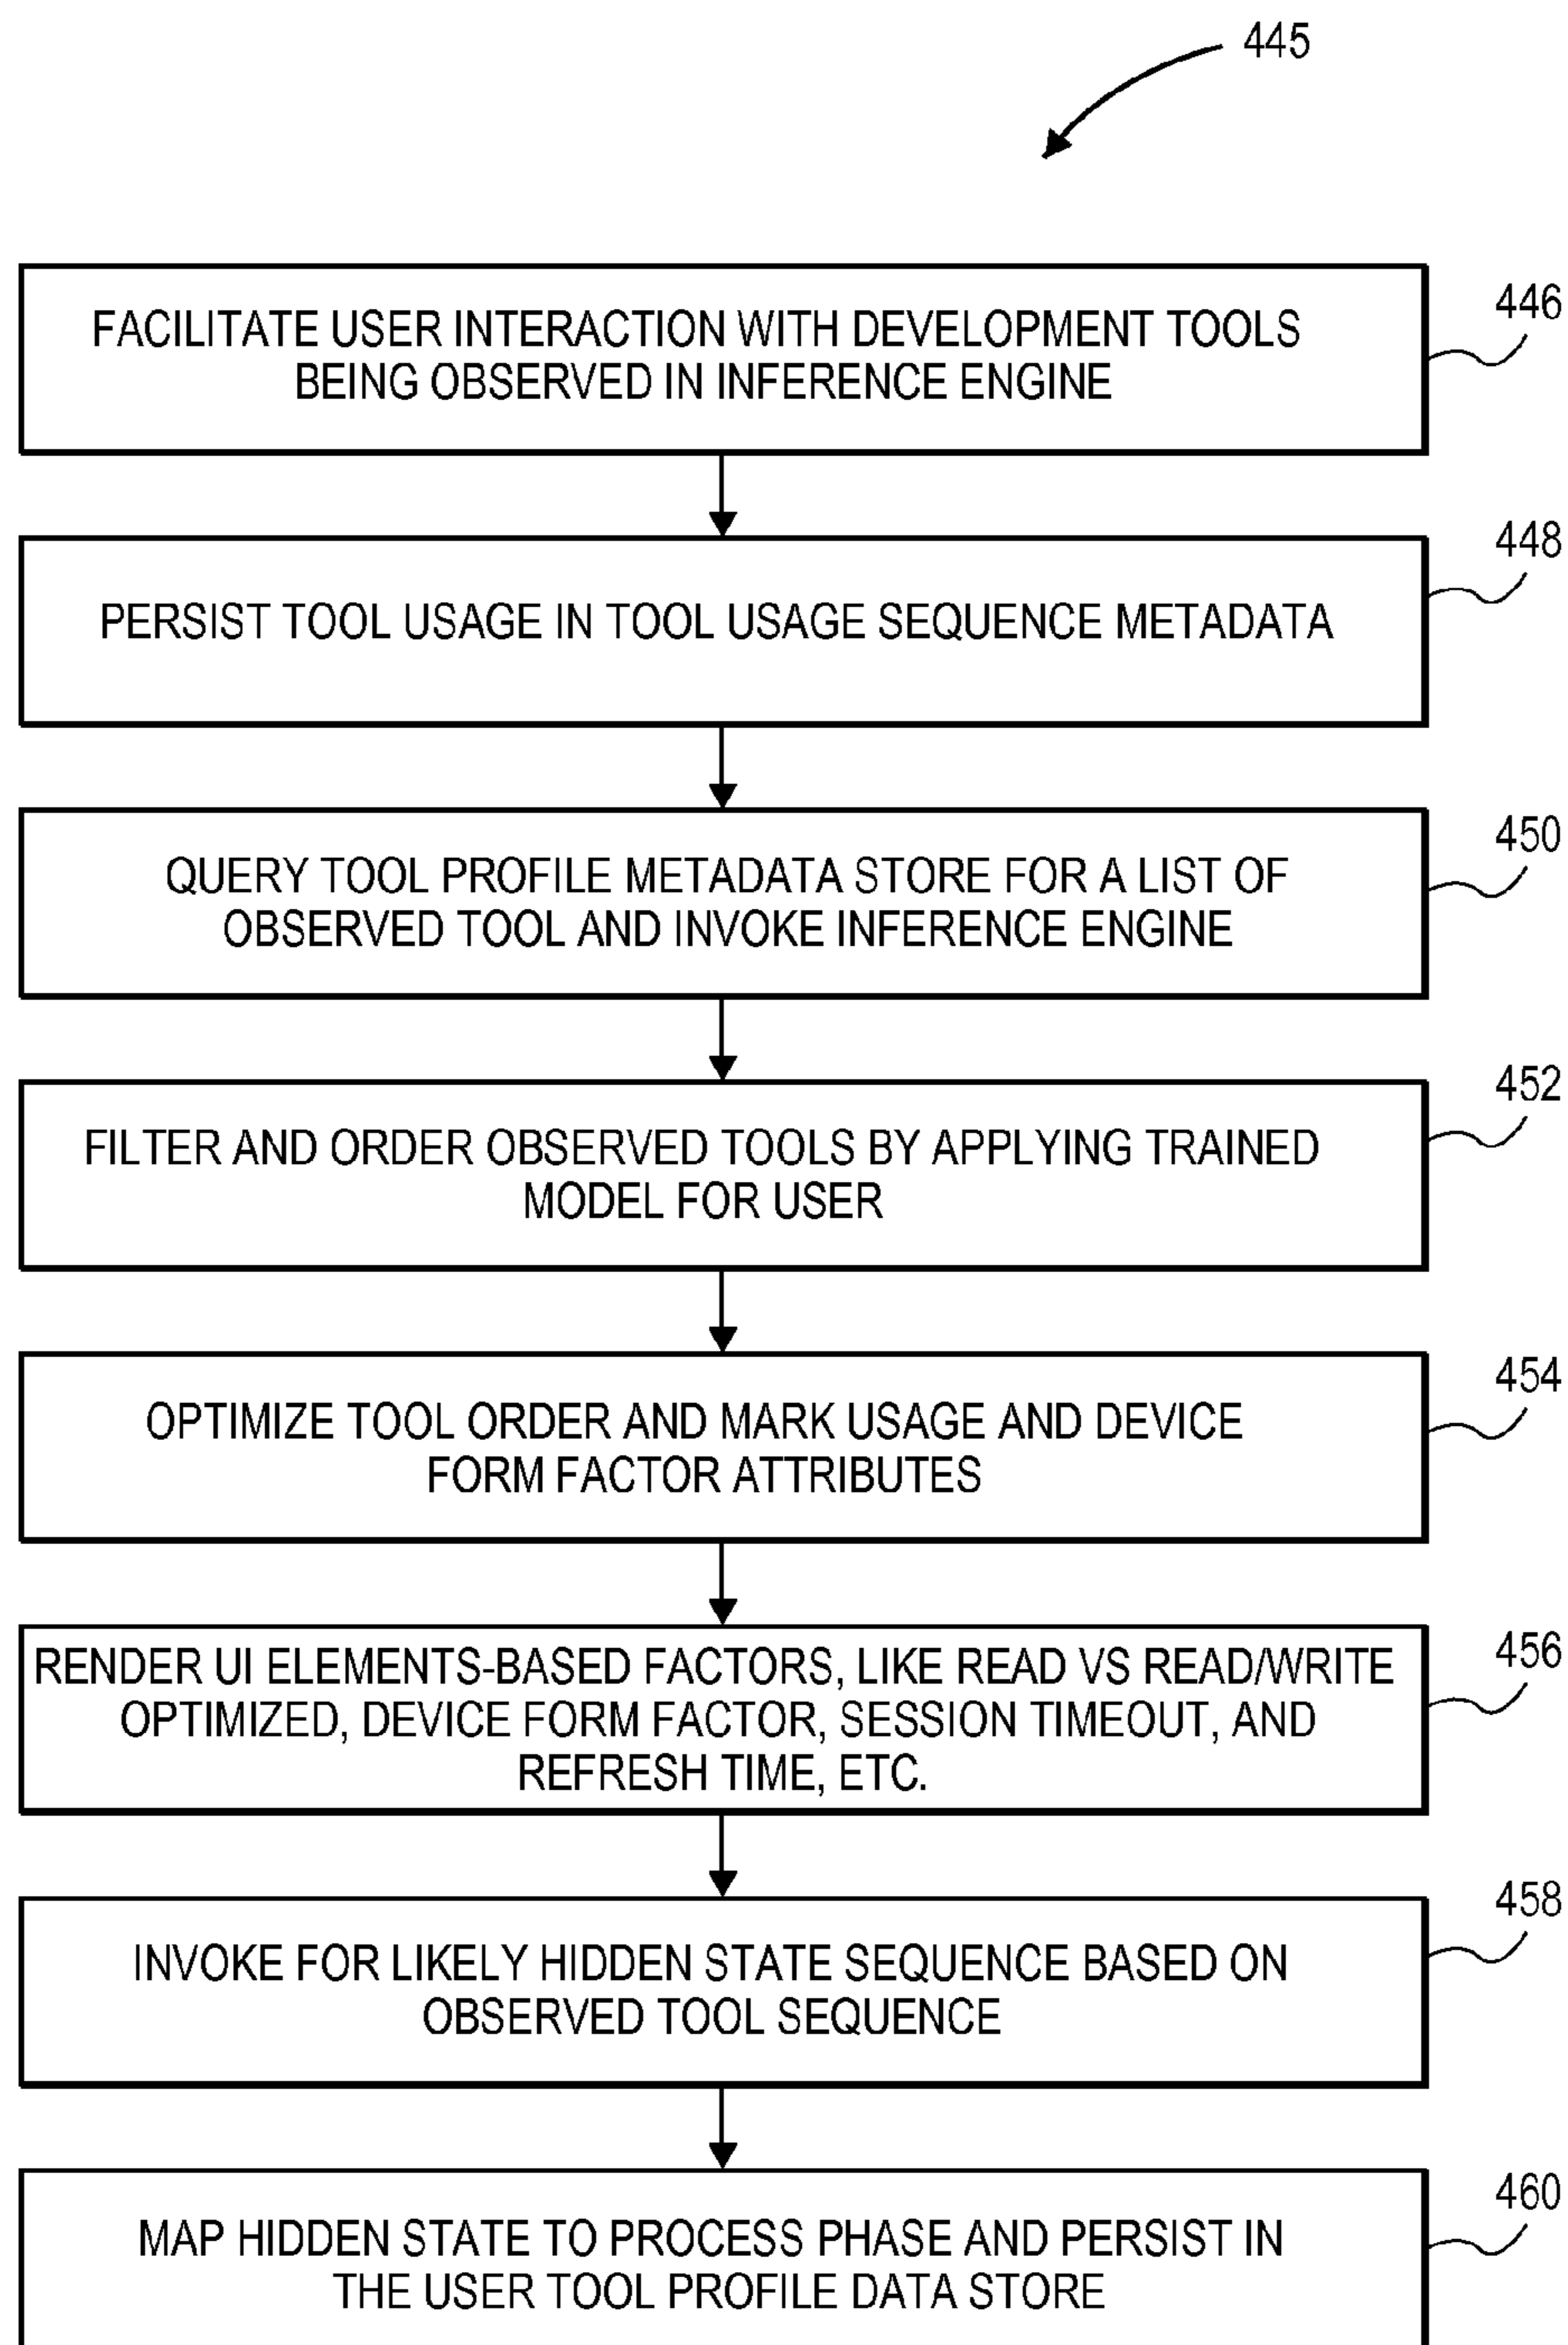 445
FACILITATE USER INTERACTION WITH DEVELOPMENT TOOLS
BEING OBSERVED IN INFERENCE ENGINE
446
PERSIST TOOL USAGE IN TOOL USAGE SEQUENCE METADATA
448
QUERY TOOL PROFILE METADATA STORE FOR A LIST OF
OBSERVED TOOL AND INVOKE INFERENCE ENGINE
450
FILTER AND ORDER OBSERVED TOOLS BY APPLYING TRAINED
MODEL FOR USER
452
OPTIMIZE TOOL ORDER AND MARK USAGE AND DEVICE
FORM FACTOR ATTRIBUTES
454
RENDER UI ELEMENTS-BASED FACTORS, LIKE READ VS READ/WRITE
OPTIMIZED, DEVICE FORM FACTOR, SESSION TIMEOUT, AND
REFRESH TIME, ETC.
456
INVOKE FOR LIKELY HIDDEN STATE SEQUENCE BASED ON
OBSERVED TOOL SEQUENCE
458
MAP HIDDEN STATE TO PROCESS PHASE AND PERSIST IN
THE USER TOOL PROFILE DATA STORE
460